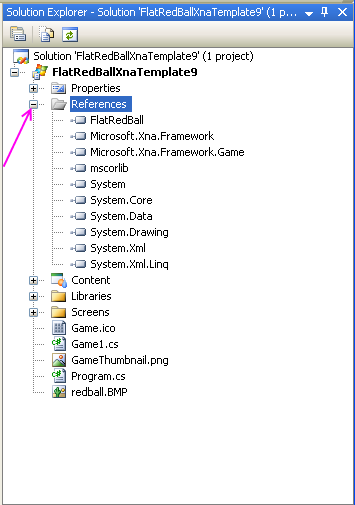 Solution Explorer - Solution 'FlatRedBallXnaTemplate9' (1 p...
Solution 'FlatRedBallXnaTemplate9' (1 project)
FlatRedBallXnaTemplate9
Properties
References
FlatRedBall
Microsoft.Xna.Framework
Microsoft.Xna.Framework.Game
mscorlib
System
System.Core
System.Data
System.Drawing
System.Xml
System.Xml.Linq
Content
Libraries
Screens
Game.ico
Game1.cs
GameThumbnail.png
Program.cs
redball.BMP